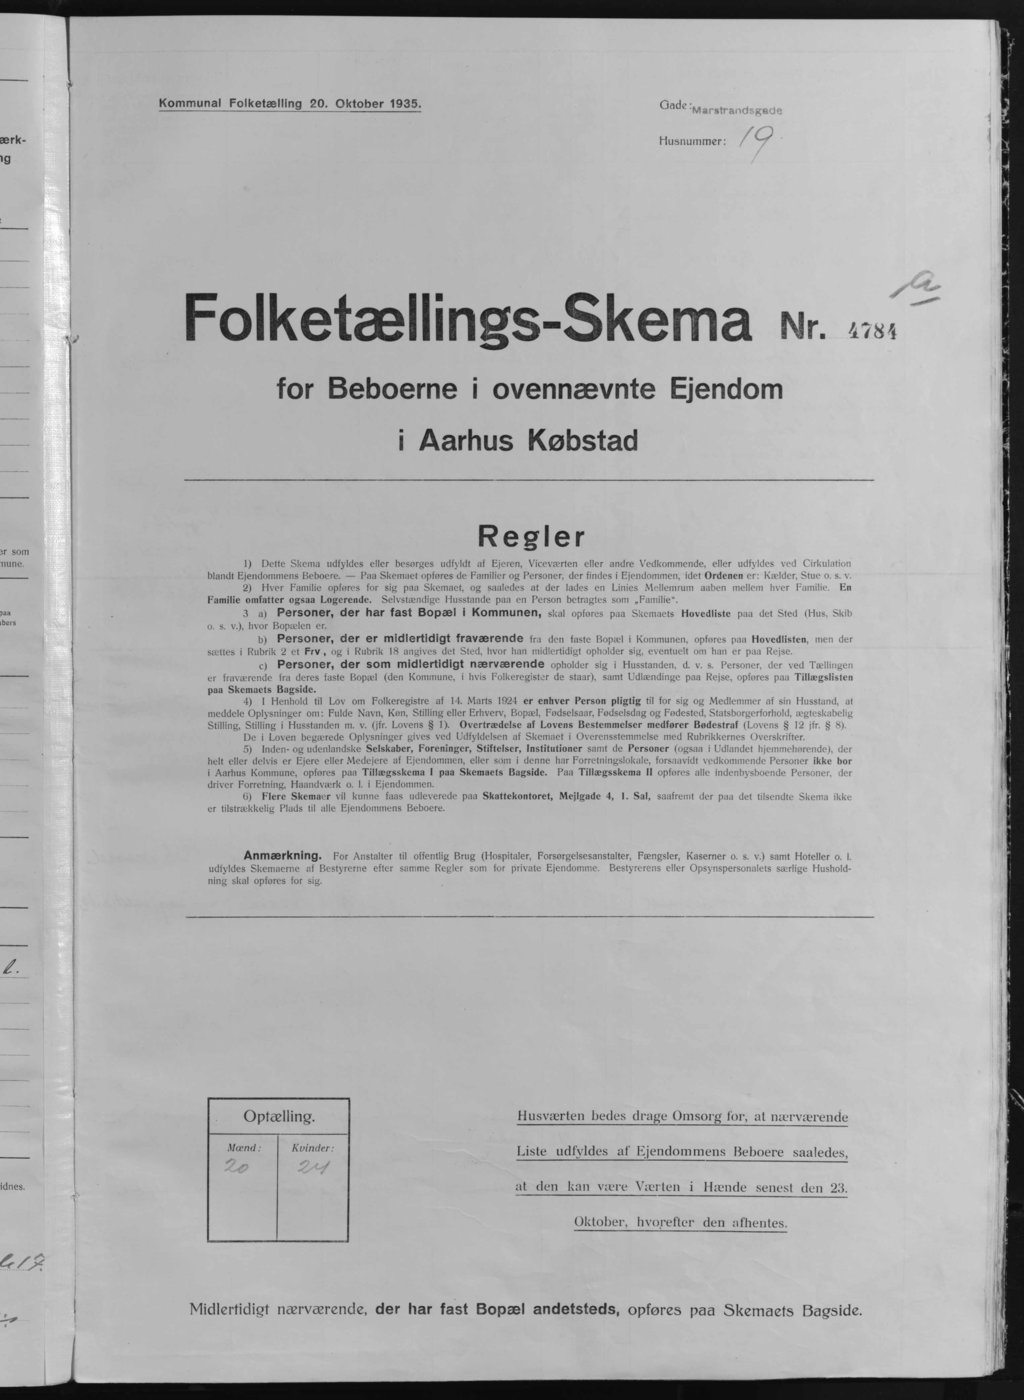 Kommunal Folketælling 20. Oktober 1935.
Gade: Marstrandsgade
Husnummer: 19.
a
Folketællings-Skema Nr. 4784
for Beboerne i ovennævnte Ejendom
i Aarhus Købstad
Regler
1) Dette Skema udfyldes eller besørges udfyldt af Ejeren, Viceværten eller andre Vedkommende, eller udfyldes ved Cirkulation
blandt Ejendommens Beboere. — Paa Skemaet opføres de Familier og Personer, der findes i Ejendommen, idet Ordenen er: Kælder, Stue o. s. v.
2) Hver Familie opføres for sig paa Skemaet, og saaledes at der lades en Linies Mellemrum aaben mellem hver Familie. En
Familie omfatter ogsaa Logerende. Selvstændige Husstande paa en Person betragtes som „Familie“.
3 a) Personer, der har fast Bopæl i Kommunen, skal opføres paa Skemaets Hovedliste paa det Sted (Hus, Skib
o. s. v.), hvor Bopælen er.
b) Personer, der er midlertidigt fraværende fra den faste Bopæl i Kommunen, opføres paa Hovedlisten, men der
sættes i Rubrik 2 et Frv, og i Rubrik 18 angives det Sted, hvor han midlertidigt opholder sig, eventuelt om han er paa Rejse.
c) Personer, der som midlertidigt nærværende opholder sig i Husstanden, d. v. s. Personer, der ved Tællingen
er fraværende fra deres faste Bopæl (den Kommune, i hvis Folkeregister de staar), samt Udlændinge paa Rejse, opføres paa Tillægslisten
paa Skemaets Bagside.
4) I Henhold til Lov om Folkeregistre af 14. Marts 1924 er enhver Person pligtig til for sig og Medlemmer af sin Husstand, at
meddele Oplysninger om: Fulde Navn, Køn, Stilling eller Erhverv, Bopæl, Fødselsaar, Fødselsdag og Fødested, Statsborgerforhold, ægteskabelig
Stilling, Stilling i Husstanden m. v. (jfr. Lovens § 1). Overtrædelse af Lovens Bestemmelser medfører Bødestraf (Lovens § 12 jfr. § 8).
De i Loven begærede Oplysninger gives ved Udfyldelsen af Skemaet i Overensstemmelse med Rubrikkernes Overskrifter.
5) Inden- og udenlandske Selskaber, Foreninger, Stiftelser, Institutioner samt de Personer (ogsaa i Udlandet hjemmehørende), der
helt eller delvis er Ejere eller Medejere af Ejendommen, eller som i denne har Forretningslokale, forsaavidt vedkommende Personer ikke bor
i Aarhus Kommune, opføres paa Tillægsskema I paa Skemaets Bagside. Paa Tillægsskema II opføres alle indenbysboende Personer, der
driver Forretning, Haandværk o. l. i Ejendommen.
6) Flere Skemaer vil kunne faas udleverede paa Skattekontoret, Mejlgade 4, 1. Sal, saafremt der paa det tilsendte Skema ikke
er tilstrækkelig Plads til alle Ejendommens Beboere.
Anmærkning. For Anstalter til offentlig Brug (Hospitaler, Forsørgelsesanstalter, Fængsler, Kaserner o. s. v.) samt Hoteller o. l.
udfyldes Skemaerne af Bestyrerne efter samme Regler som for private Ejendomme. Bestyrerens eller Opsynspersonalets særlige Hushold-
ning skal opføres for sig.
Optælling.
Mænd: Kvinder:
20 24
Husværten bedes drage Omsorg for, at nærværende
Liste udfyldes af Ejendommens Beboere saaledes,
at den kan være Værten i Hænde senest den 23.
Oktober, hvorefter den afhentes.
Midlertidigt nærværende, der har fast Bopæl andetsteds, opføres paa Skemaets Bagside.